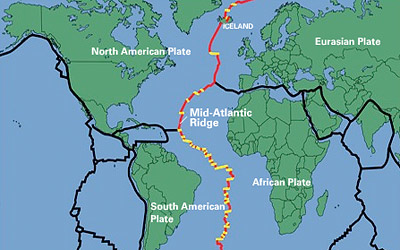 ICELAND
North American Plate
Eurasian Plate
Mid-Atlantic
Ridge
African Plate
South American
Plate